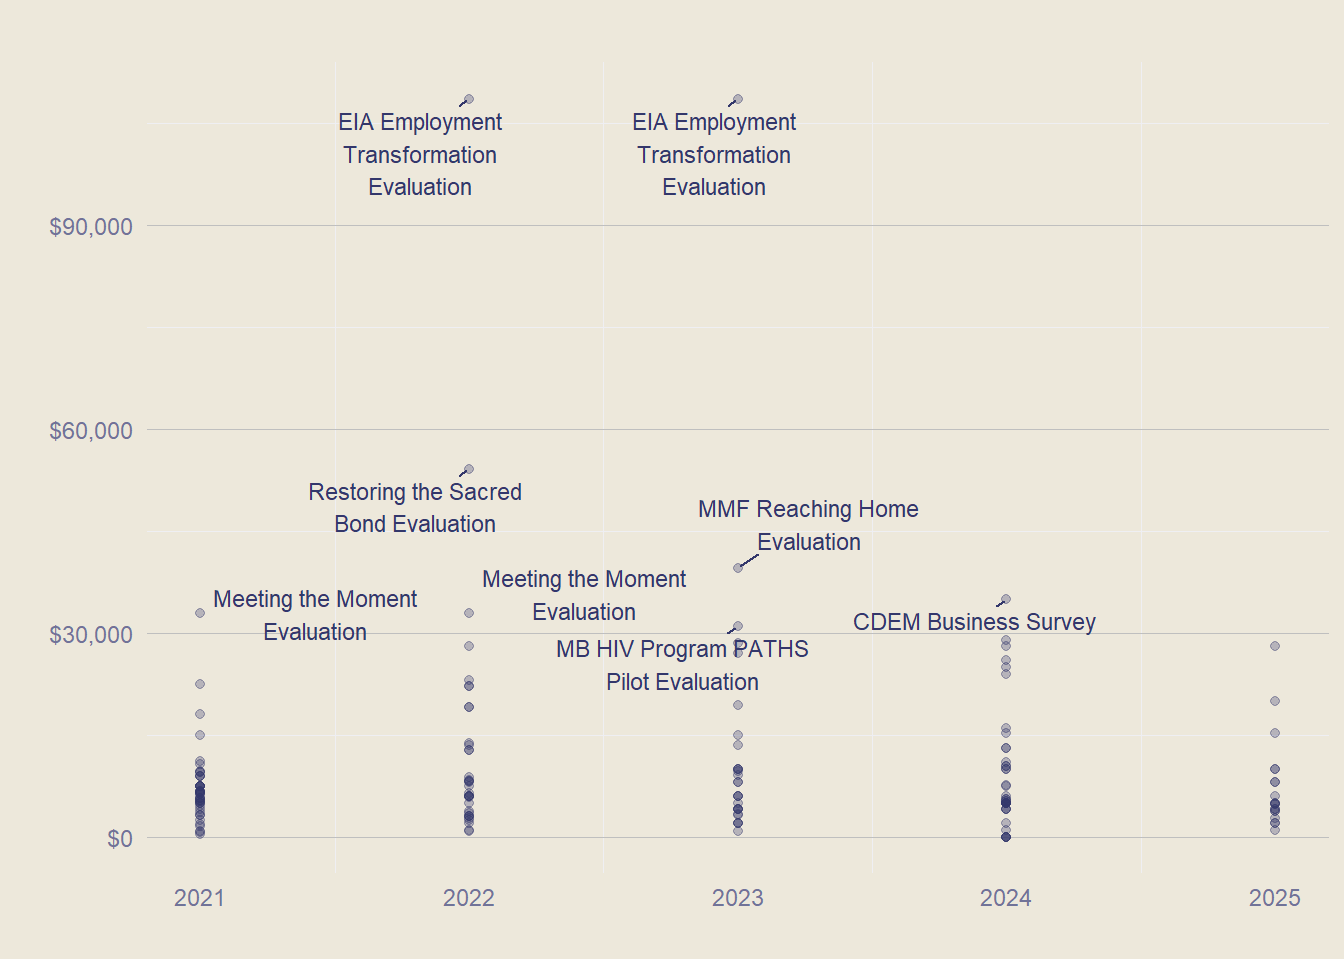 EIA Employment
Transformation
Evaluation
EIA Employment
Transformation
Evaluation
$90,000
$60,000
Restoring the Sacred
Bond Evaluation
MMF Reaching Home
Evaluation
Meeting the Moment
Evaluation
Meeting the Moment
Evaluation
CDEM Business Survey
$30,000
MB HIV Program PATHS
Pilot Evaluation
$0
2021
2022
2023
2024
2025